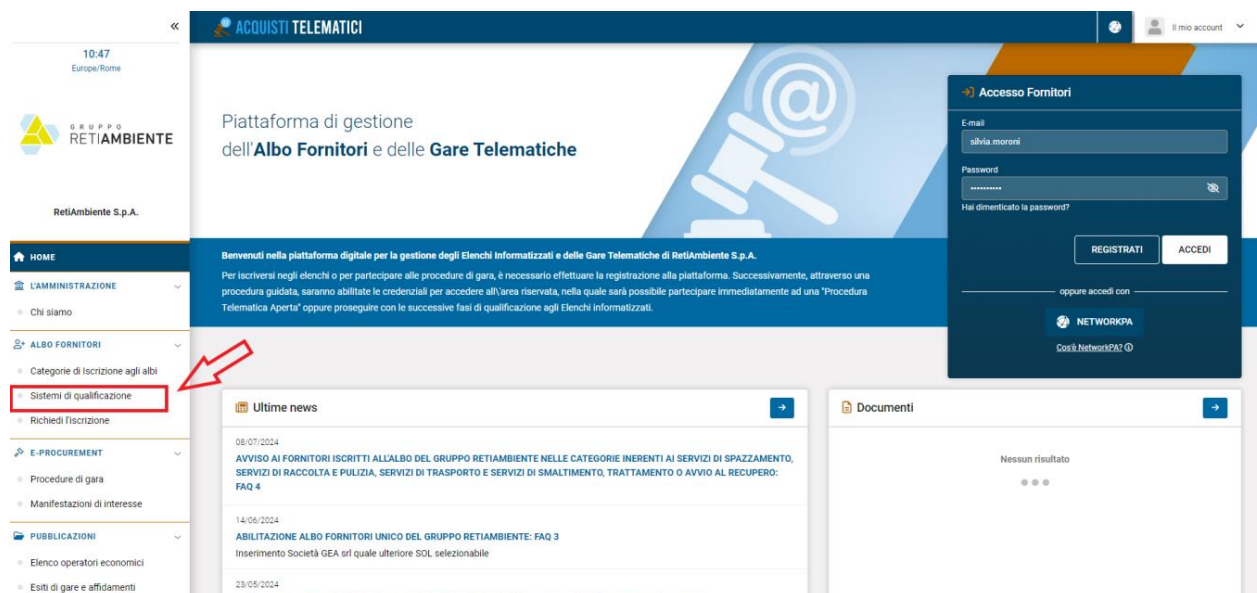 «
10:47
Europe/Rome
GRUPPO
RETIAMBIENTE
RetiAmbiente S.p.A.
HOME
L'AMMINISTRAZIONE
Chi siamo
ALBO FORNITORI
Categorie di Iscrizione agli albi
Sistemi di qualificazione
Richiedi l'iscrizione
E-PROCUREMENT
Procedure di gara
Manifestazioni di interesse
PUBBLICAZIONI
Elenco operatori economici
Esiti di gare e affidamenti
ACQUISTI TELEMATICI
Il mio account
Piattaforma di gestione
dell'Albo Fornitori e delle Gare Telematiche
Accesso Fornitori
E-mail
silvia.moroni
Password
••••••••••
Hai dimenticato la password?
REGISTRATI
ACCEDI
oppure accedi con
NETWORKPA
Cos'è NetworkPA?
Benvenuti nella piattaforma digitale per la gestione degli Elenchi Informatizzati e delle Gare Telematiche di RetiAmbiente S.p.A.
Per iscriversi negli elenchi o per partecipare alle procedure di gara, è necessario effettuare la registrazione alla piattaforma. Successivamente, attraverso una
procedura guidata, saranno abilitate le credenziali per accedere all\'area riservata, nella quale sarà possibile partecipare immediatamente ad una "Procedura
Telematica Aperta" oppure proseguire con le successive fasi di qualificazione agli Elenchi informatizzati.
Ultime news
08/07/2024
AVVISO AI FORNITORI ISCRITTI ALL'ALBO DEL GRUPPO RETIAMBIENTE NELLE CATEGORIE INERENTI AI SERVIZI DI SPAZZAMENTO,
SERVIZI DI RACCOLTA E PULIZIA, SERVIZI DI TRASPORTO E SERVIZI DI SMALTIMENTO, TRATTAMENTO O AVVIO AL RECUPERO:
FAQ 4
14/06/2024
ABILITAZIONE ALBO FORNITORI UNICO DEL GRUPPO RETIAMBIENTE: FAQ 3
Inserimento Società GEA srl quale ulteriore SOL selezionabile
23/05/2024
Documenti
Nessun risultato